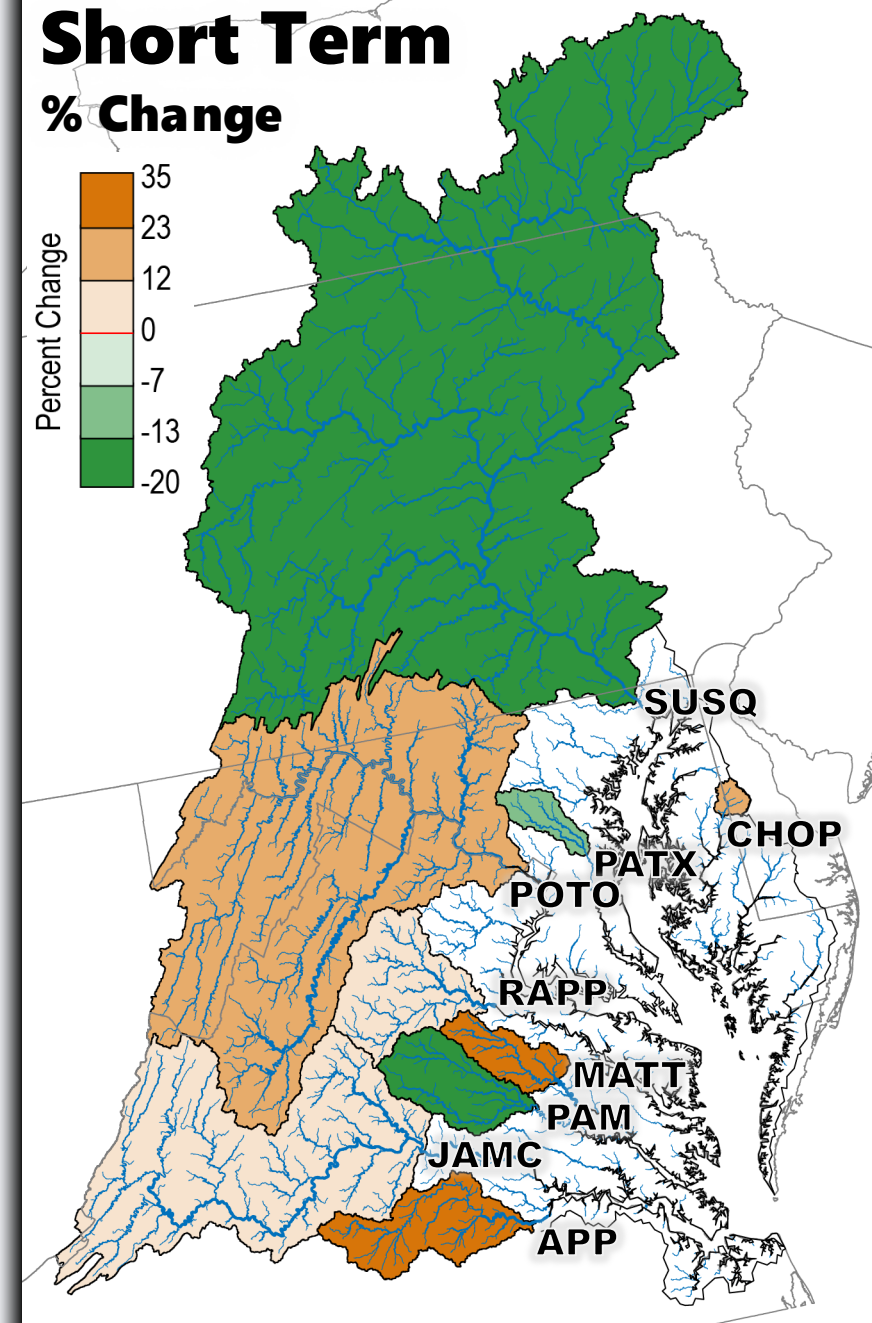 Short Term
% Change
Percent Change
35
23
12
0
-7
-13
-20
SUSQ
CHOP
PATX
POTO
RAPP
MATT
PAM
JAMC
APP